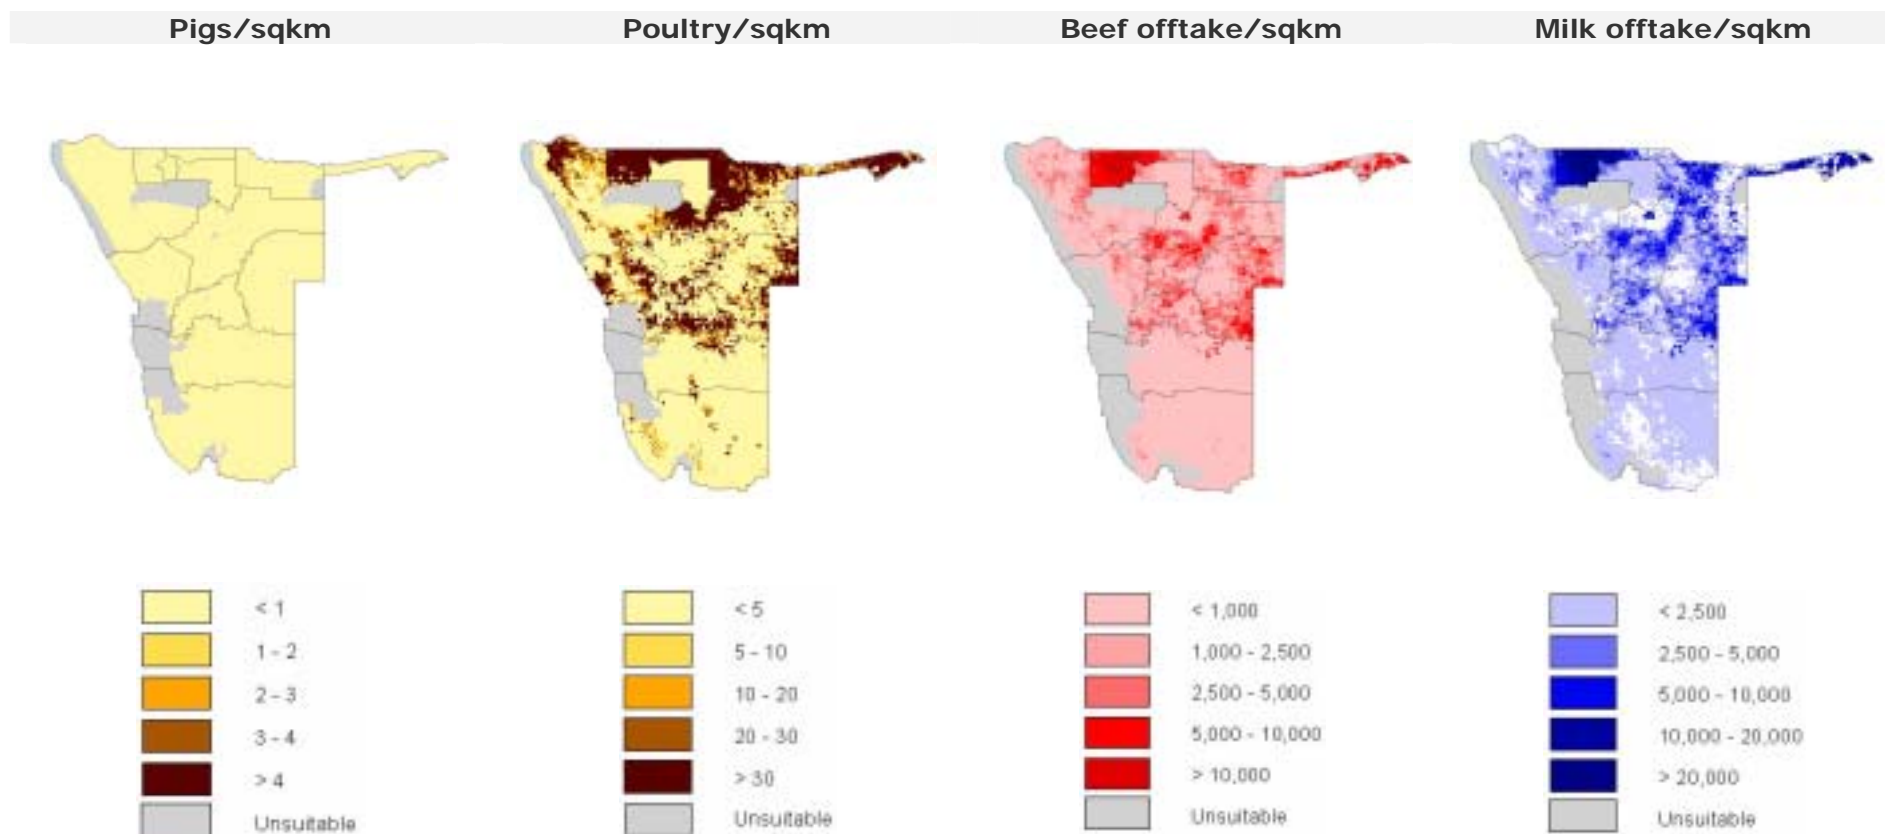 Pigs/sqkm
Poultry/sqkm
Beef offtake/sqkm
Milk offtake/sqkm
< 1
1 - 2
2 - 3
3 - 4
> 4
Unsuitable
< 5
5 - 10
10 - 20
20 - 30
> 30
Unsuitable
< 1,000
1,000 - 2,500
2,500 - 5,000
5,000 - 10,000
> 10,000
Unsuitable
< 2,500
2,500 - 5,000
5,000 - 10,000
10,000 - 20,000
> 20,000
Unsuitable